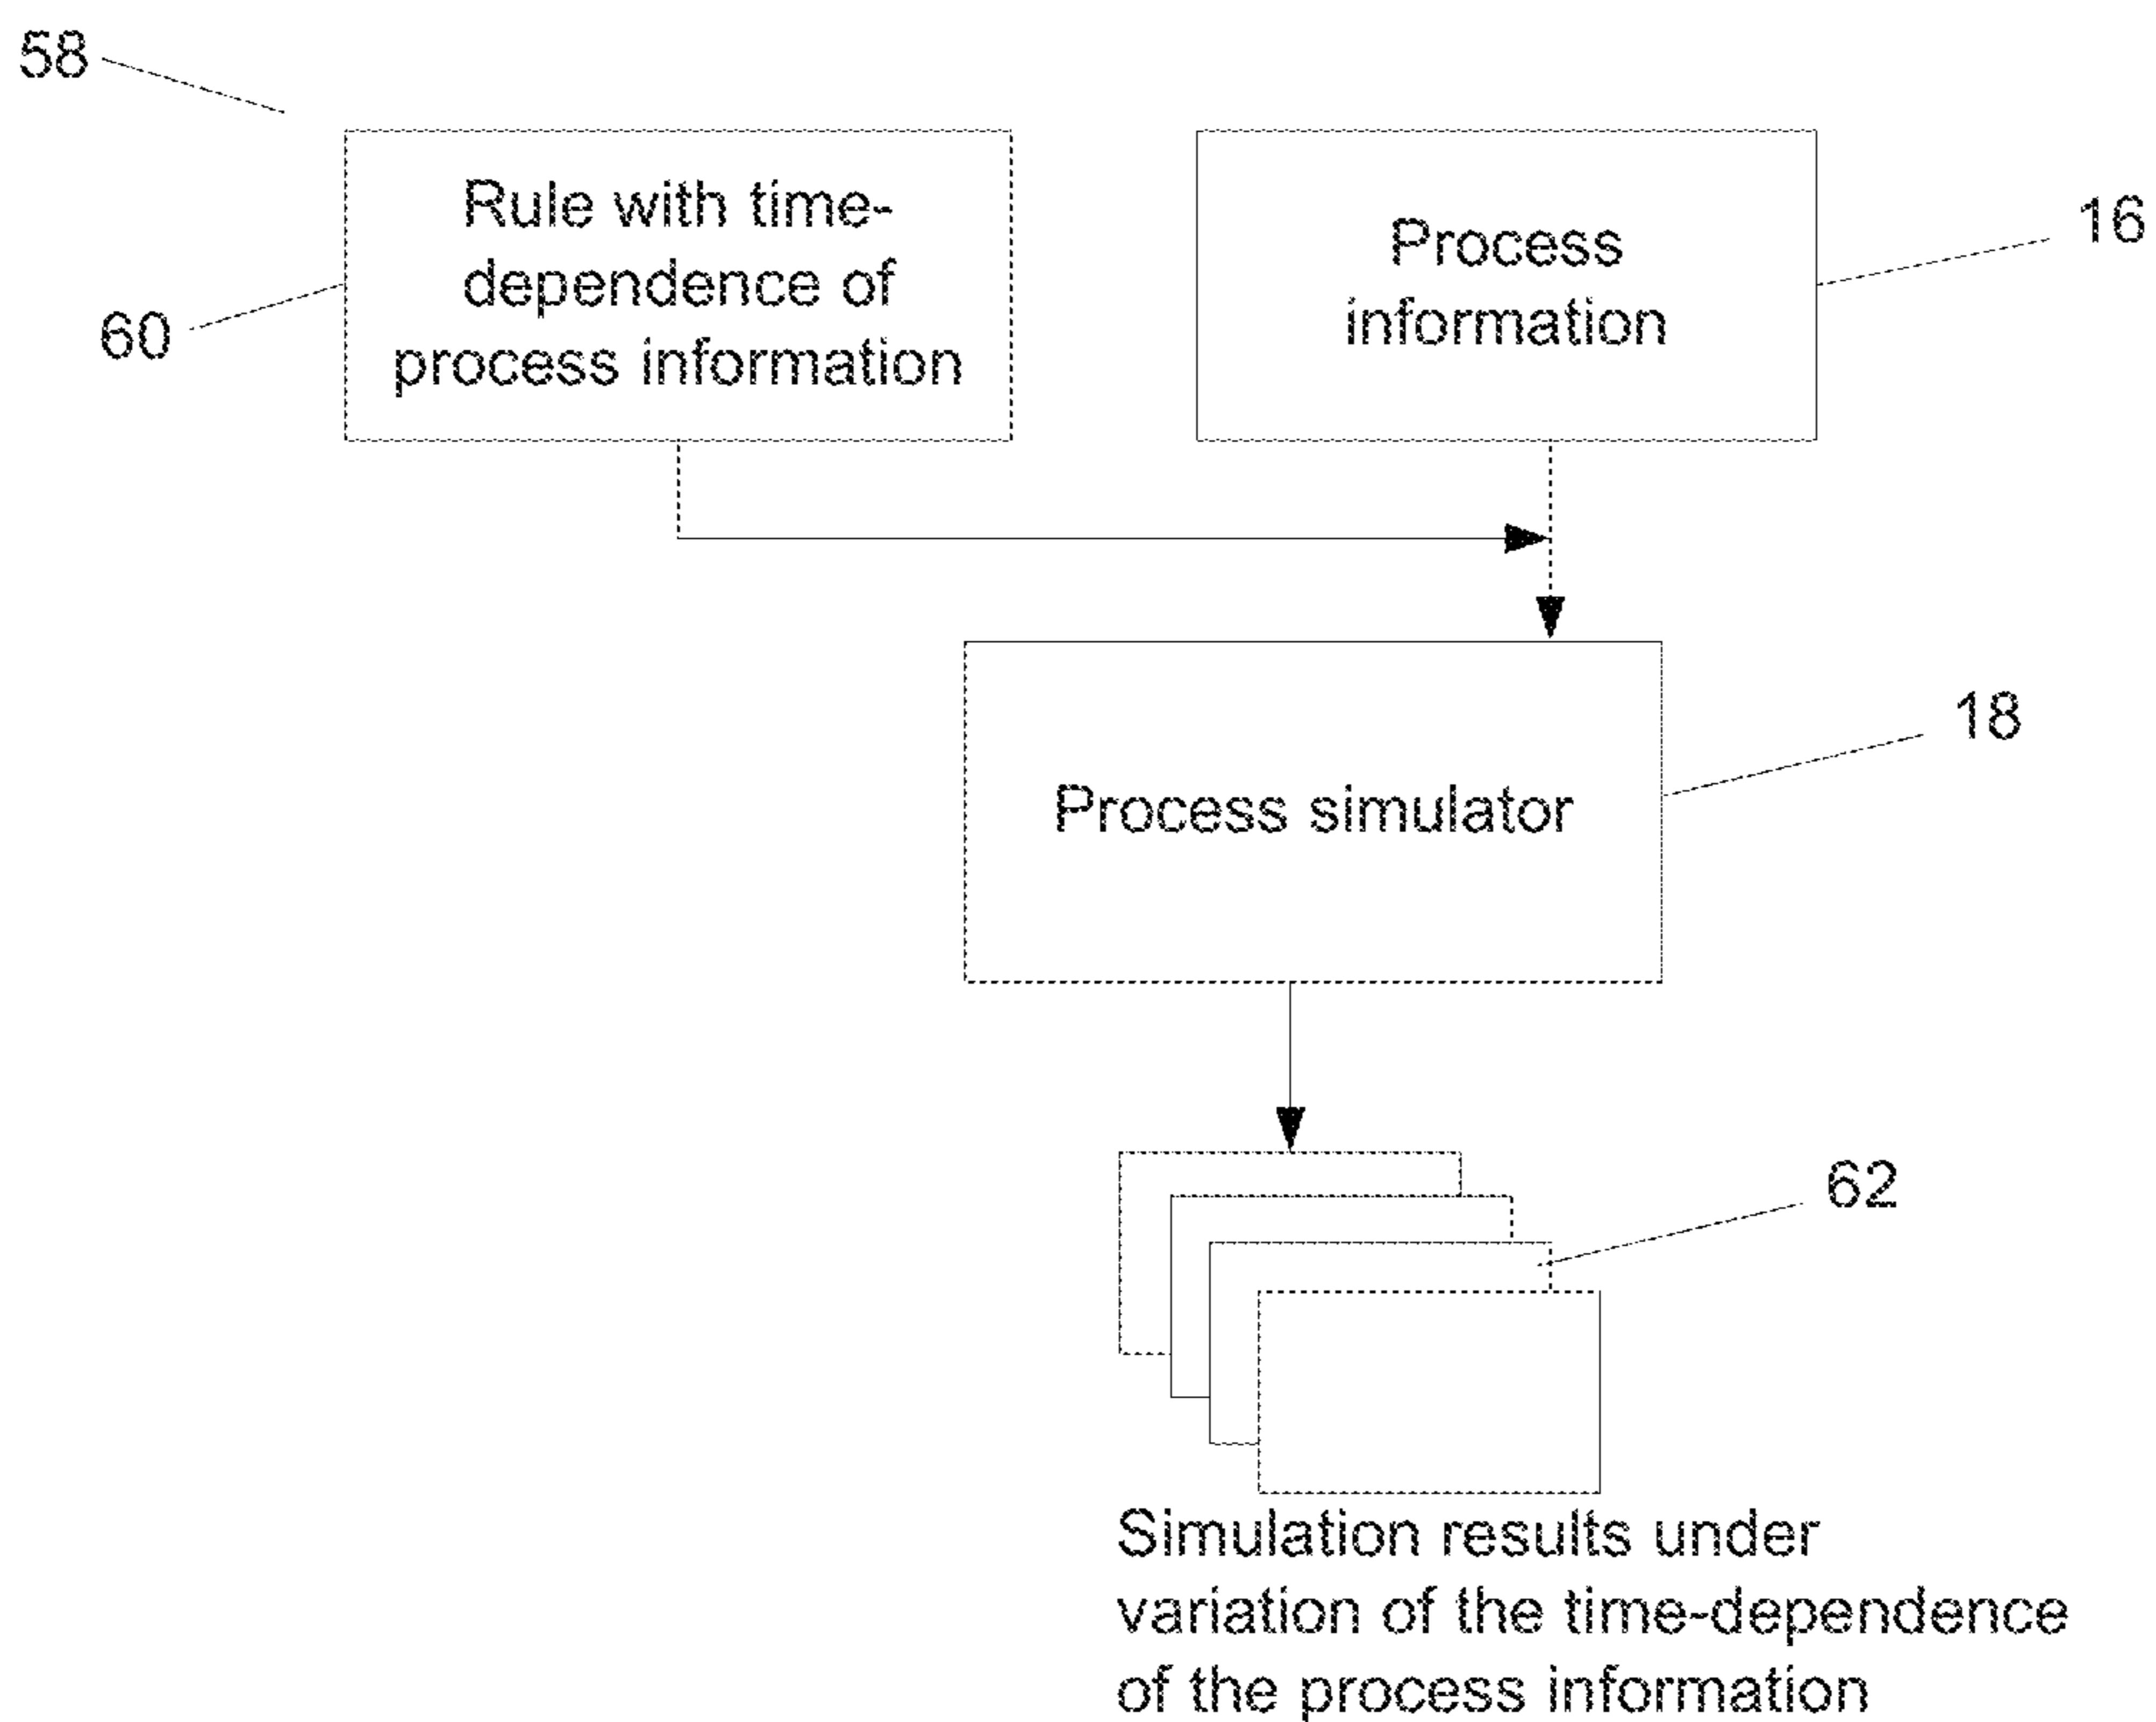 58
Rule with time-
dependence of
process information
60
Process
information
16
Process simulator
18
62
Simulation results under
variation of the time-dependence
of the process information